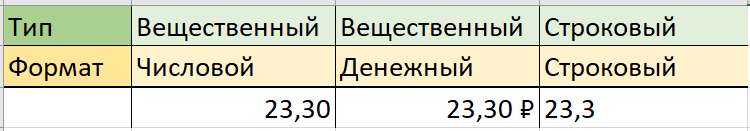 Тип Вещественный Вещественный Строковый
Формат Числовой Денежный Строковый
23,30 23,30 ₽ 23,3